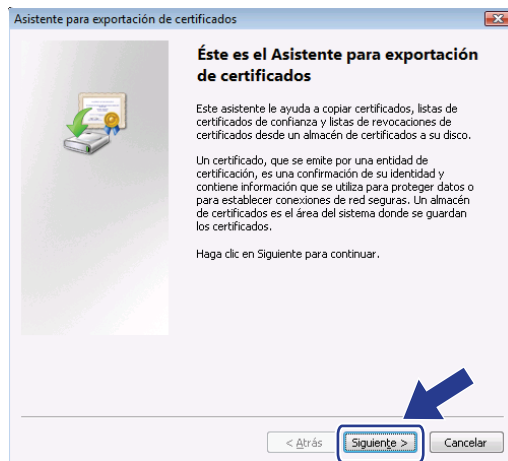 Asistente para exportación de certificados
Éste es el Asistente para exportación
de certificados
Este asistente le ayuda a copiar certificados, listas de
certificados de confianza y listas de revocaciones de
certificados desde un almacén de certificados a su disco.
Un certificado, que se emite por una entidad de
certificación, es una confirmación de su identidad y
contiene información que se utiliza para proteger datos o
para establecer conexiones de red seguras. Un almacén
de certificados es el área del sistema donde se guardan
los certificados.
Haga clic en Siguiente para continuar.
< Atrás
Siguiente >
Cancelar